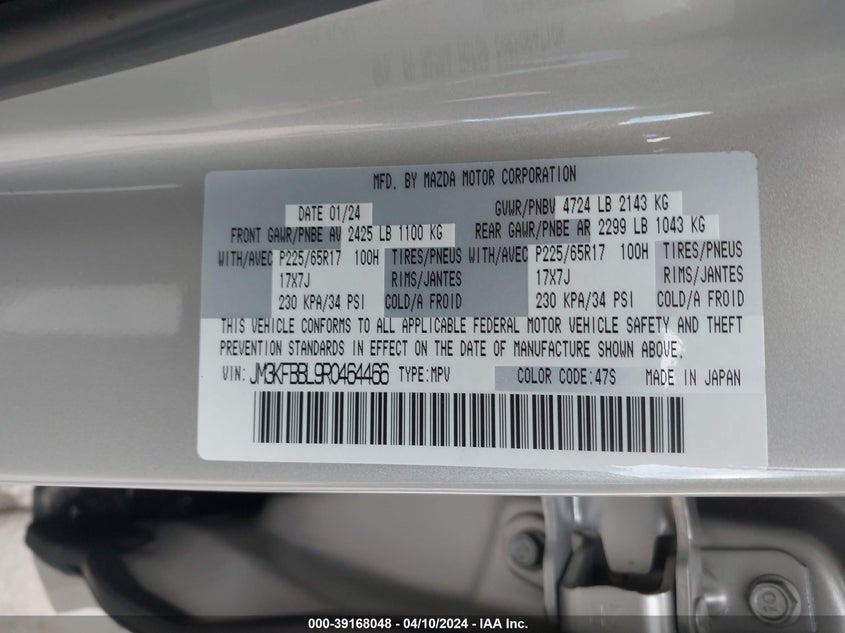 MFD. BY MAZDA MOTOR CORPORATION
DATE 01/24 GVWR/PNBV 4724 LB 2143 KG
FRONT GAWR/PNBE AV 2425 LB 1100 KG REAR GAWR/PNBE AR 2299 LB 1043 KG
WITH/AVEC P225/65R17 100H TIRES/PNEUS WITH/AVEC P225/65R17 100H TIRES/PNEUS
17X7J RIMS/JANTES 17X7J RIMS/JANTES
230 KPA/34 PSI COLD/A FROID 230 KPA/34 PSI COLD/A FROID
THIS VEHICLE CONFORMS TO ALL APPLICABLE FEDERAL MOTOR VEHICLE SAFETY AND THEFT
PREVENTION STANDARDS IN EFFECT ON THE DATE OF MANUFACTURE SHOWN ABOVE.
VIN: JM3KFBBL9R0464466 TYPE:MPV COLOR CODE:47S MADE IN JAPAN
10
000-39168048 - 04/10/2024 - IAA Inc.